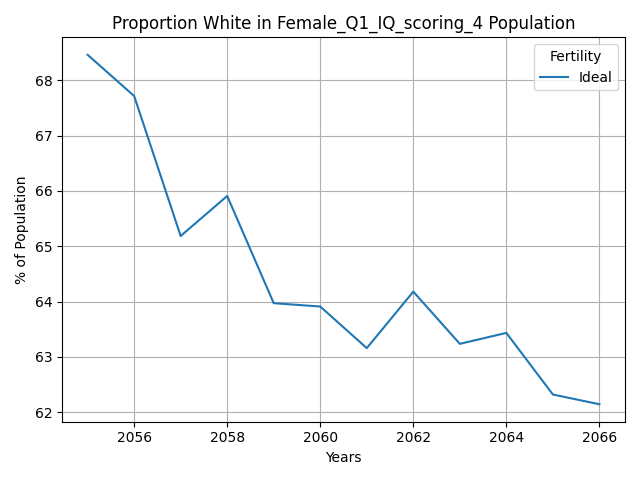 Proportion White in Female_Q1_IQ_scoring_4 Population
Fertility
Ideal
% of Population
68
67
66
65
64
63
62
2056 2058 2060 2062 2064 2066
Years